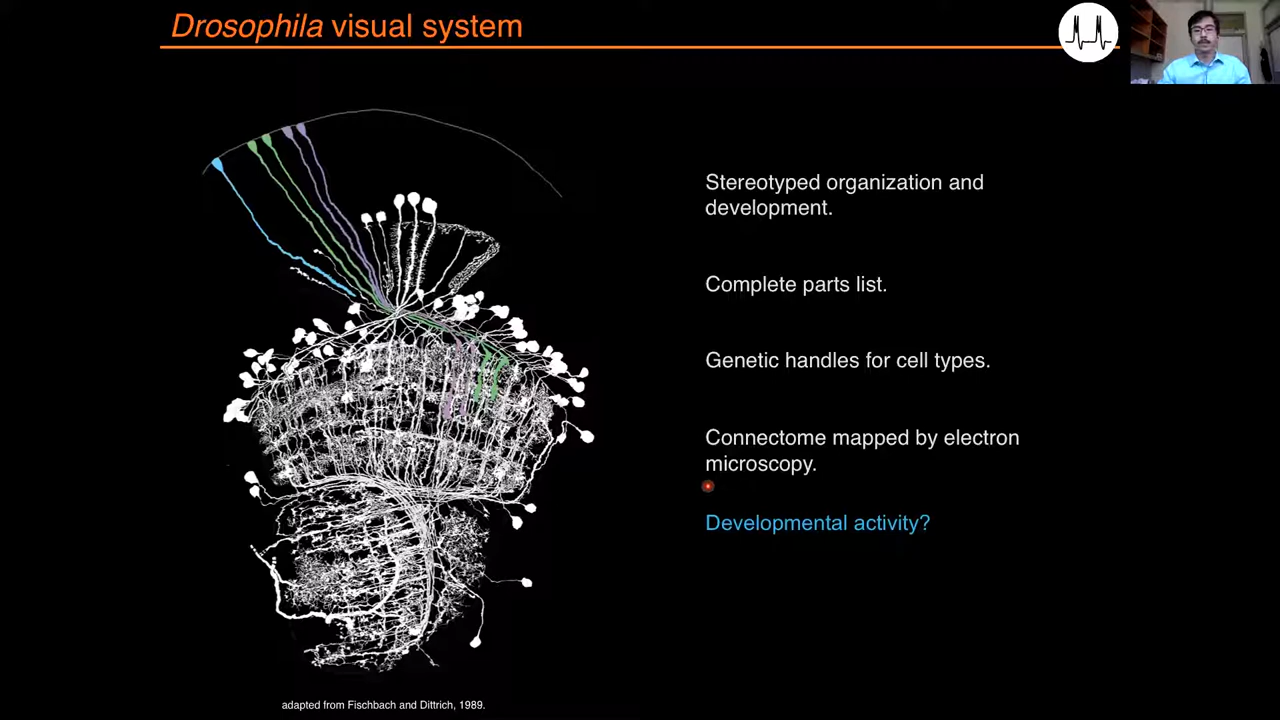 Drosophila visual system
Stereotyped organization and
development.
Complete parts list.
Genetic handles for cell types.
Connectome mapped by electron
microscopy.
Developmental activity?
adapted from Fischbach and Dittrich, 1989.